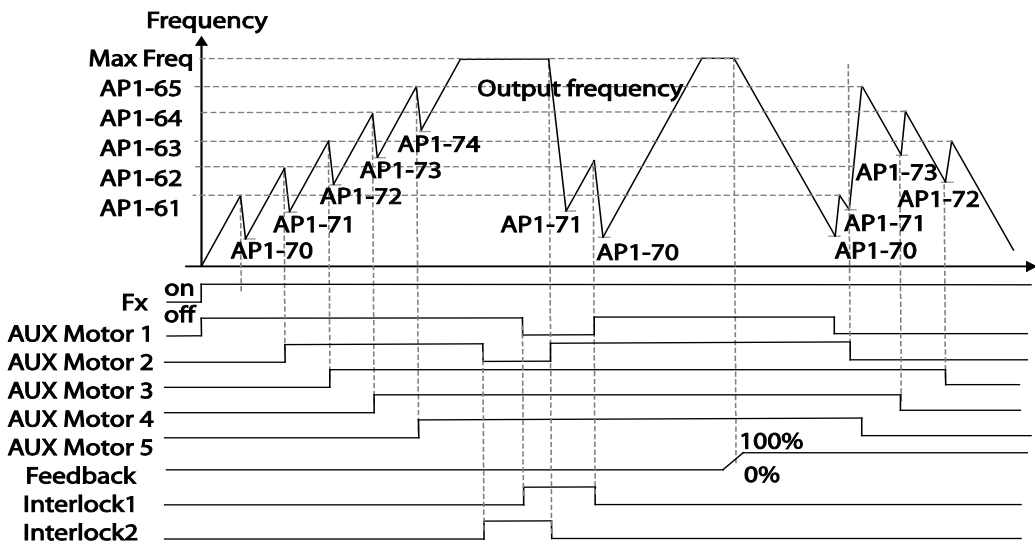 Frequency
Max Freq
AP1-65
Output frequency
AP1-64
AP1-63
AP1-74
AP1-73
AP1-73
AP1-62
AP1-72
AP1-72
AP1-61
AP1-71
AP1-71
AP1-71
AP1-70
AP1-70
AP1-70
on
Fx
off
AUX Motor 1
AUX Motor 2
AUX Motor 3
AUX Motor 4
AUX Motor 5
100%
Feedback
0%
Interlock1
Interlock2